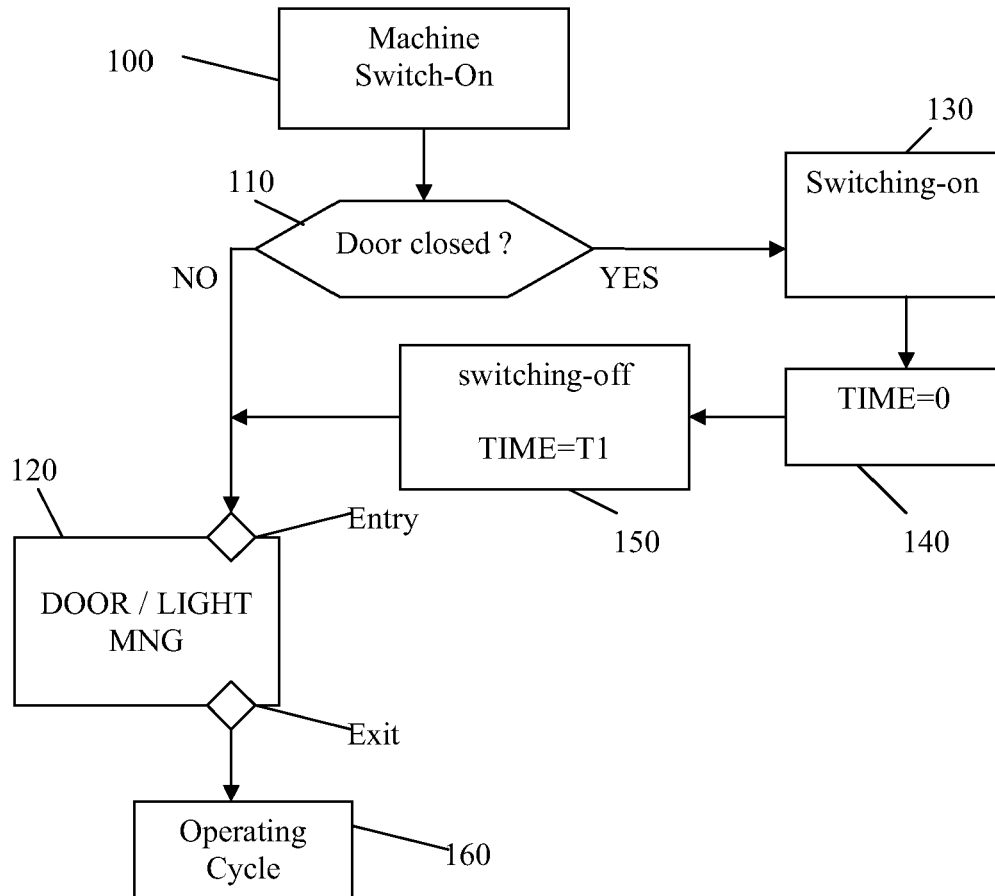 Machine
Switch-On
100
130
Switching-on
110
Door closed ?
NO
YES
switching-off
TIME=T1
TIME=0
120
Entry
150
140
DOOR / LIGHT
MNG
Exit
Operating
Cycle
160